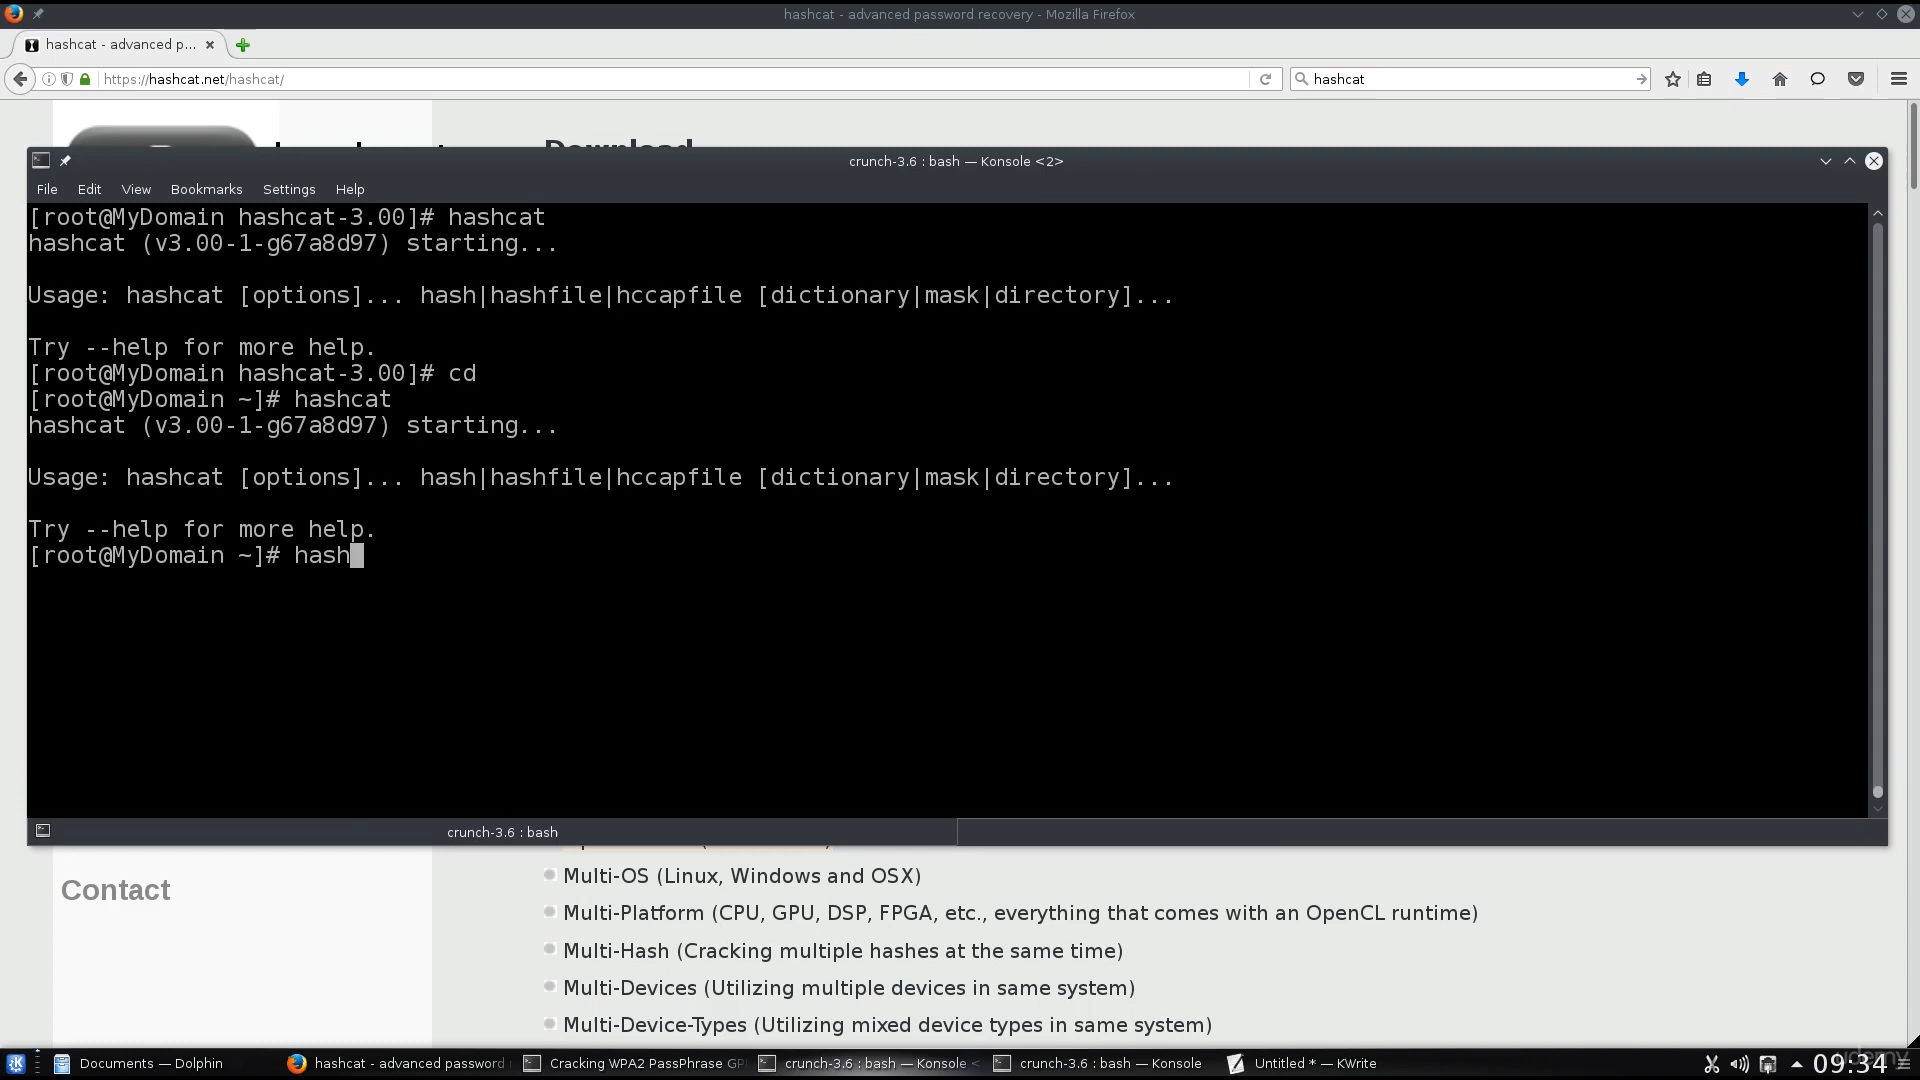 hashcat - advanced password recovery - Mozilla Firefox
hashcat - advanced p...
https://hashcat.net/hashcat/
hashcat
Download
crunch-3.6 : bash — Konsole <2>
File Edit View Bookmarks Settings Help
[root@MyDomain hashcat-3.00]# hashcat
hashcat (v3.00-1-g67a8d97) starting...
Usage: hashcat [options]... hash|hashfile|hccapfile [dictionary|mask|directory]...
Try --help for more help.
[root@MyDomain hashcat-3.00]# cd
[root@MyDomain ~]# hashcat
hashcat (v3.00-1-g67a8d97) starting...
Usage: hashcat [options]... hash|hashfile|hccapfile [dictionary|mask|directory]...
Try --help for more help.
[root@MyDomain ~]# hash
crunch-3.6 : bash
Contact
Multi-OS (Linux, Windows and OSX)
Multi-Platform (CPU, GPU, DSP, FPGA, etc., everything that comes with an OpenCL runtime)
Multi-Hash (Cracking multiple hashes at the same time)
Multi-Devices (Utilizing multiple devices in same system)
Multi-Device-Types (Utilizing mixed device types in same system)
Documents — Dolphin
hashcat - advanced password
Cracking WPA2 PassPhrase GP
crunch-3.6 : bash — Konsole <
crunch-3.6 : bash — Konsole
Untitled * — KWrite
09:34
udemy